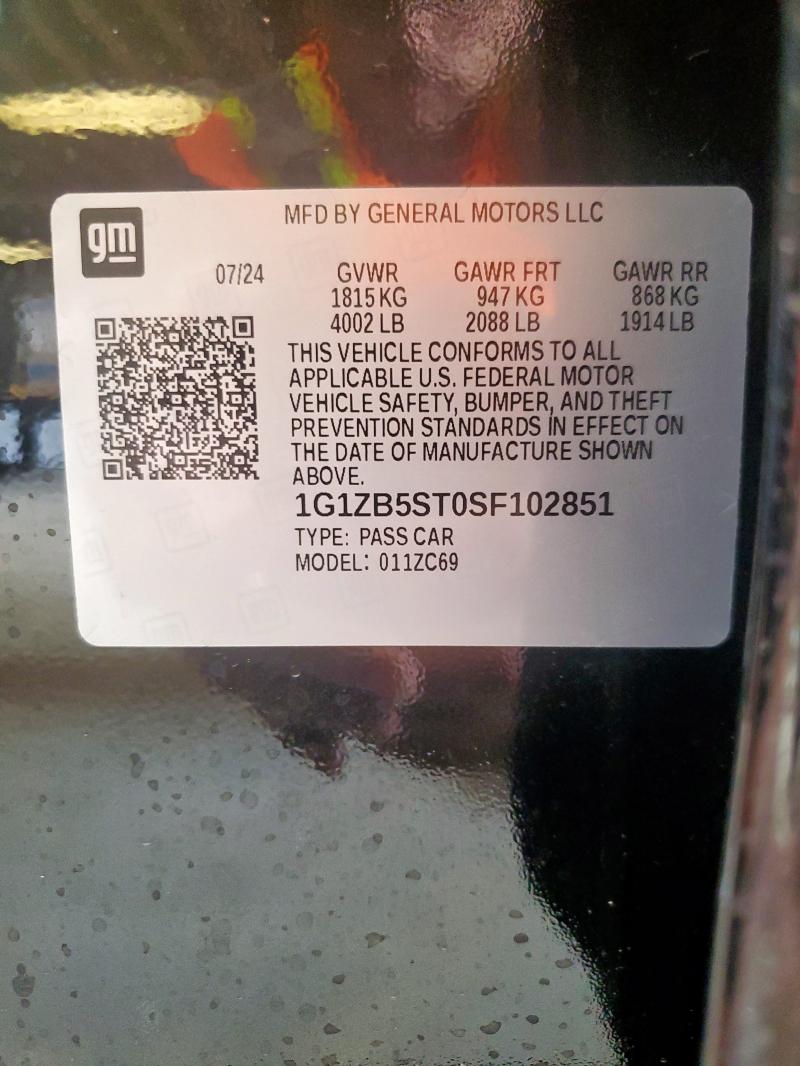 gm
MFD BY GENERAL MOTORS LLC
07/24 GVWR GAWR FRT GAWR RR
1815 KG 947 KG 868 KG
4002 LB 2088 LB 1914 LB
THIS VEHICLE CONFORMS TO ALL
APPLICABLE U.S. FEDERAL MOTOR
VEHICLE SAFETY, BUMPER, AND THEFT
PREVENTION STANDARDS IN EFFECT ON
THE DATE OF MANUFACTURE SHOWN
ABOVE.
1G1ZB5ST0SF102851
TYPE: PASS CAR
MODEL: 011ZC69